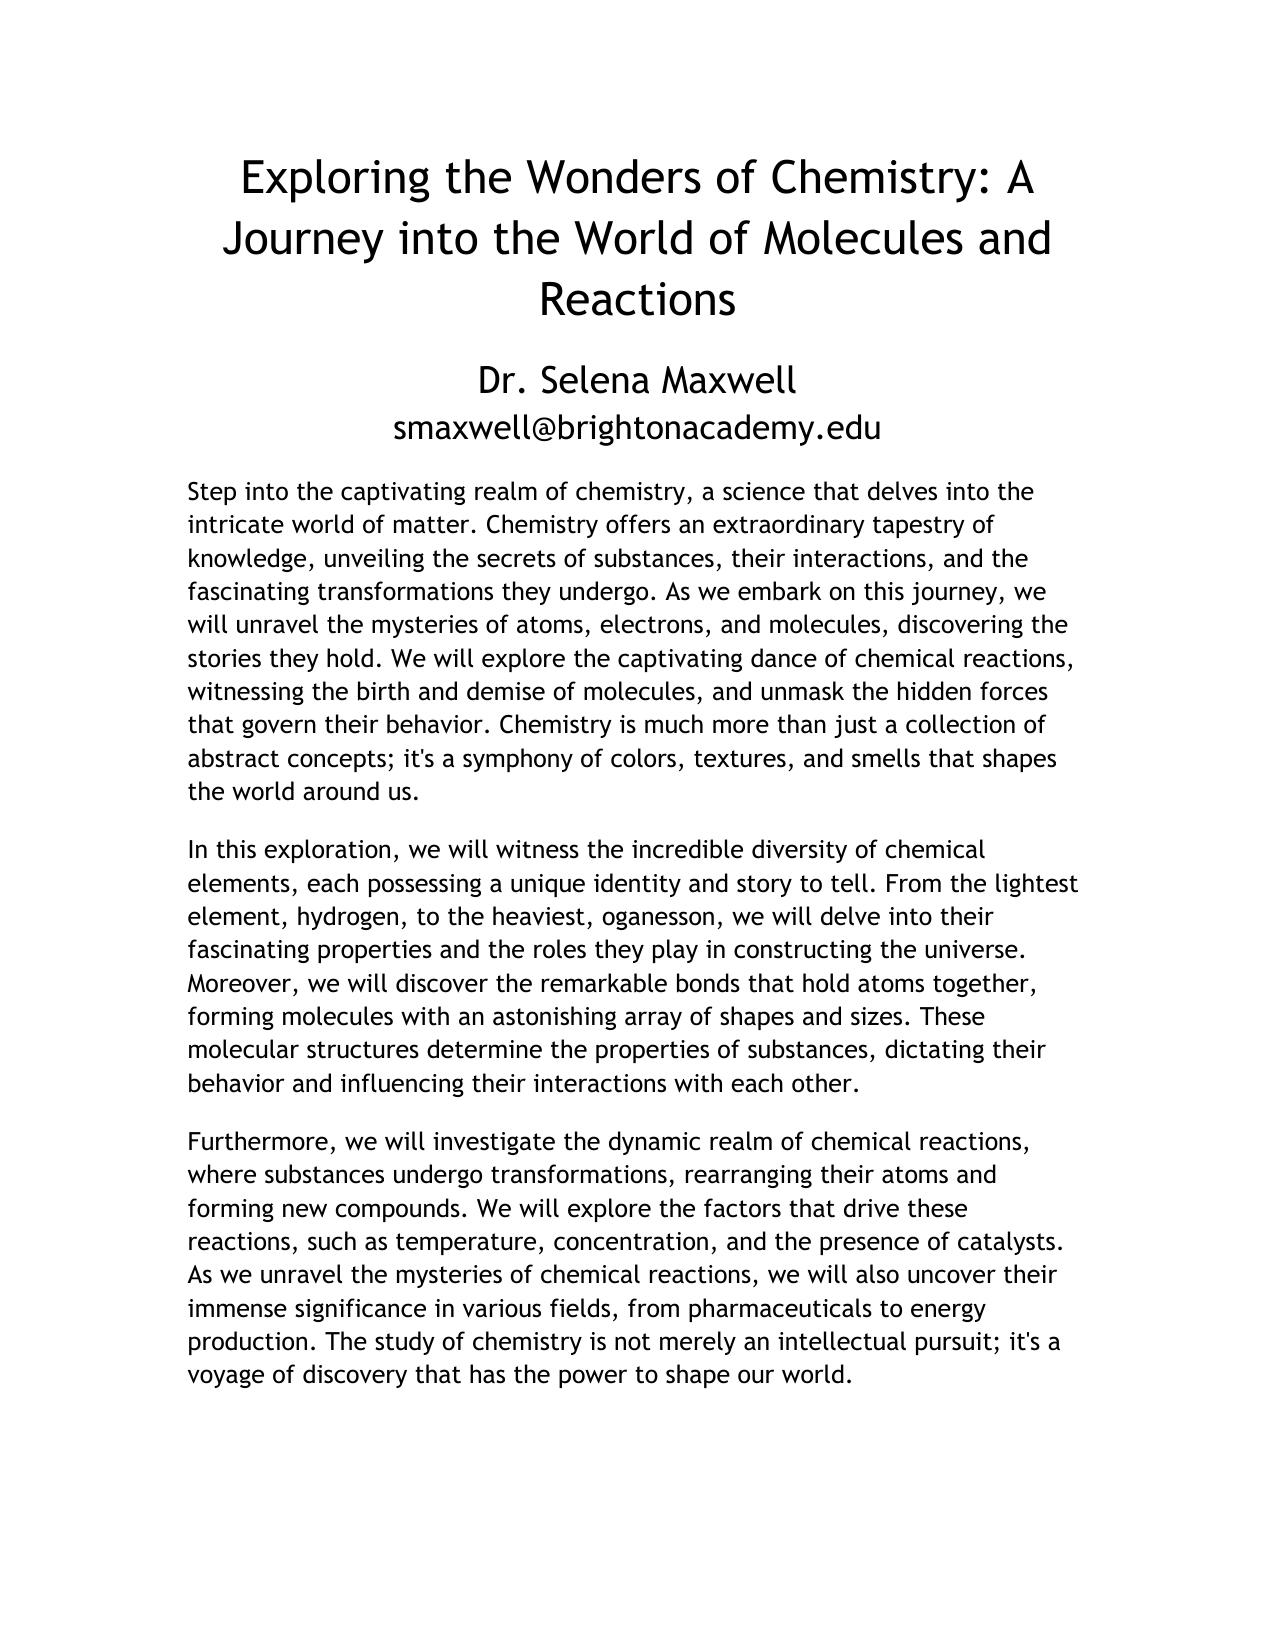 Exploring the Wonders of Chemistry: A
Journey into the World of Molecules and
Reactions
Dr. Selena Maxwell
smaxwell@brightonacademy.edu
Step into the captivating realm of chemistry, a science that delves into the
intricate world of matter. Chemistry offers an extraordinary tapestry of
knowledge, unveiling the secrets of substances, their interactions, and the
fascinating transformations they undergo. As we embark on this journey, we
will unravel the mysteries of atoms, electrons, and molecules, discovering the
stories they hold. We will explore the captivating dance of chemical reactions,
witnessing the birth and demise of molecules, and unmask the hidden forces
that govern their behavior. Chemistry is much more than just a collection of
abstract concepts; it's a symphony of colors, textures, and smells that shapes
the world around us.
In this exploration, we will witness the incredible diversity of chemical
elements, each possessing a unique identity and story to tell. From the lightest
element, hydrogen, to the heaviest, oganesson, we will delve into their
fascinating properties and the roles they play in constructing the universe.
Moreover, we will discover the remarkable bonds that hold atoms together,
forming molecules with an astonishing array of shapes and sizes. These
molecular structures determine the properties of substances, dictating their
behavior and influencing their interactions with each other.
Furthermore, we will investigate the dynamic realm of chemical reactions,
where substances undergo transformations, rearranging their atoms and
forming new compounds. We will explore the factors that drive these
reactions, such as temperature, concentration, and the presence of catalysts.
As we unravel the mysteries of chemical reactions, we will also uncover their
immense significance in various fields, from pharmaceuticals to energy
production. The study of chemistry is not merely an intellectual pursuit; it's a
voyage of discovery that has the power to shape our world.